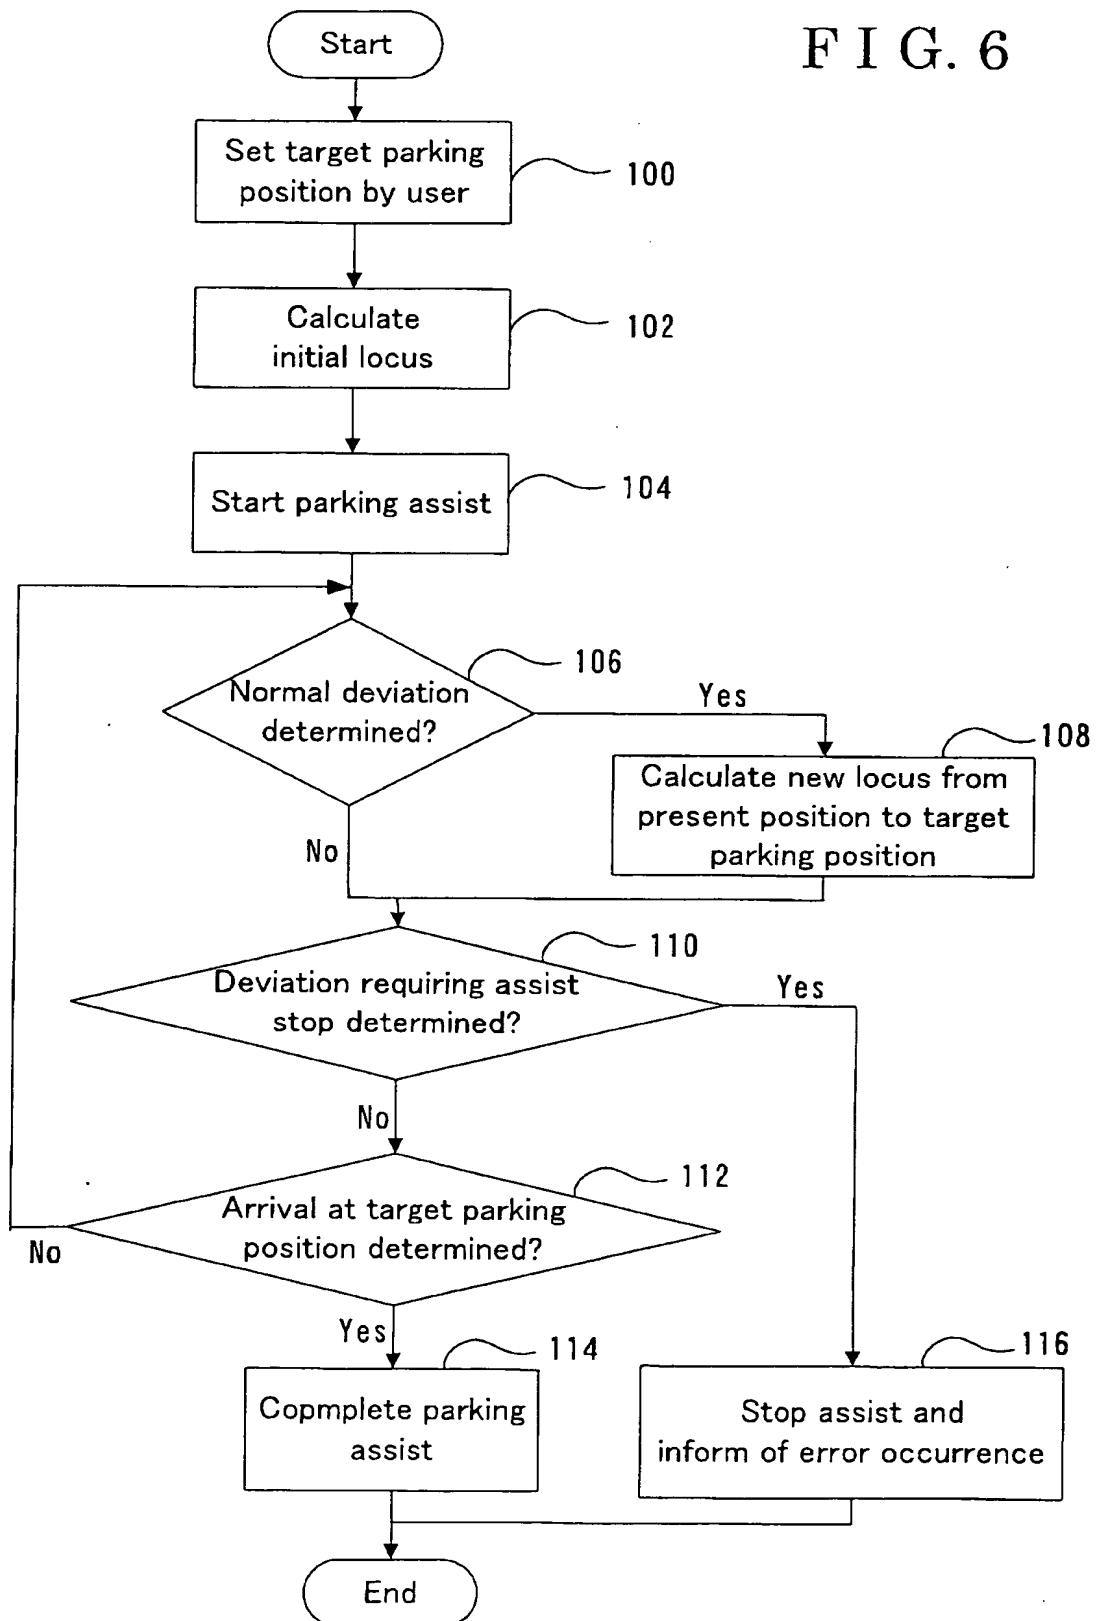 FIG. 6
Start
Set target parking
position by user
100
Calculate
initial locus
102
Start parking assist
104
Normal deviation
determined?
106
Yes
Calculate new locus from
present position to target
parking position
108
No
Deviation requiring assist
stop determined?
110
Yes
No
Arrival at target parking
position determined?
112
No
Yes
Copmplete parking
assist
114
Stop assist and
inform of error occurrence
116
End